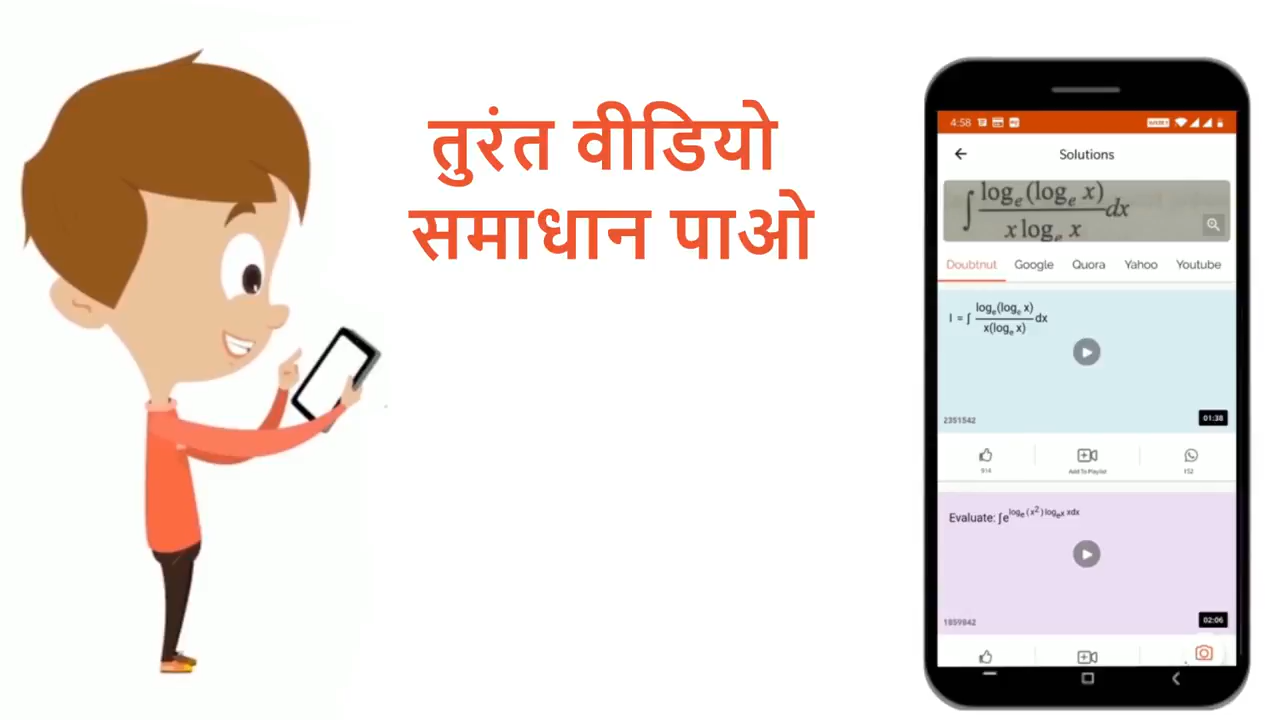 तुरंत वीडियो
समाधान पाओ
4:58
Solutions
∫ logₑ(logₑ x) / x logₑ x dx
Doubtnut Google Quora Yahoo Youtube
I = ∫ logₑ(logₑ x) / x(logₑ x) dx
2351542 01:38
914 Add To Playlist 152
Evaluate: ∫e^logₑ(x²) logₑx xdx
1859842 02:06